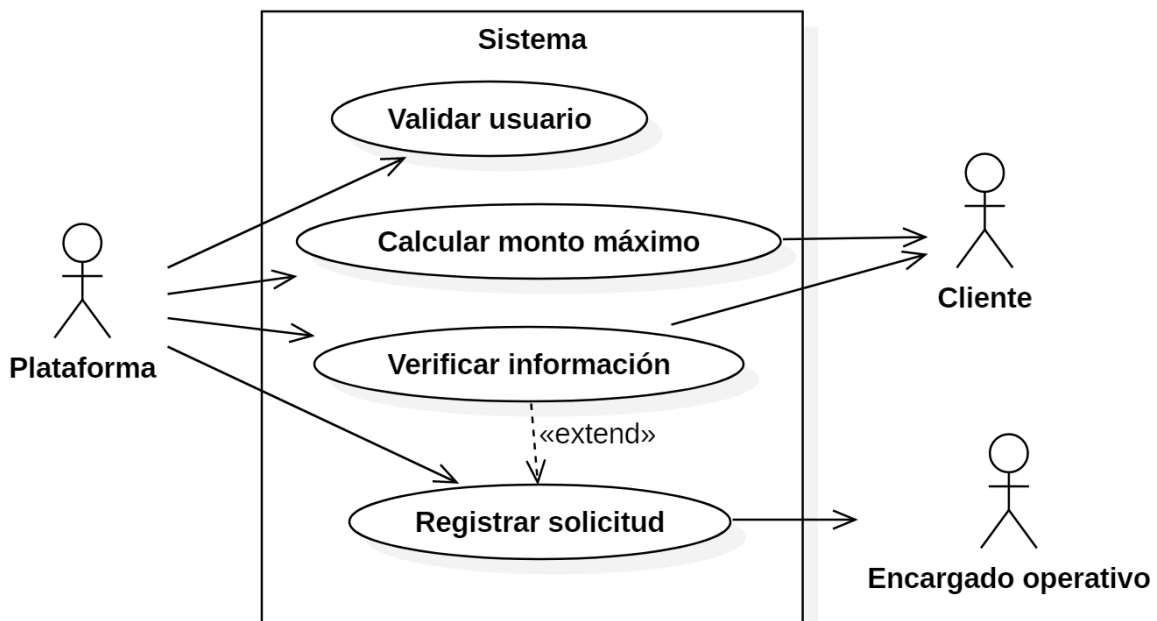 Sistema
Validar usuario
Calcular monto máximo
Cliente
Verificar información
Plataforma
«extend»
Registrar solicitud
Encargado operativo